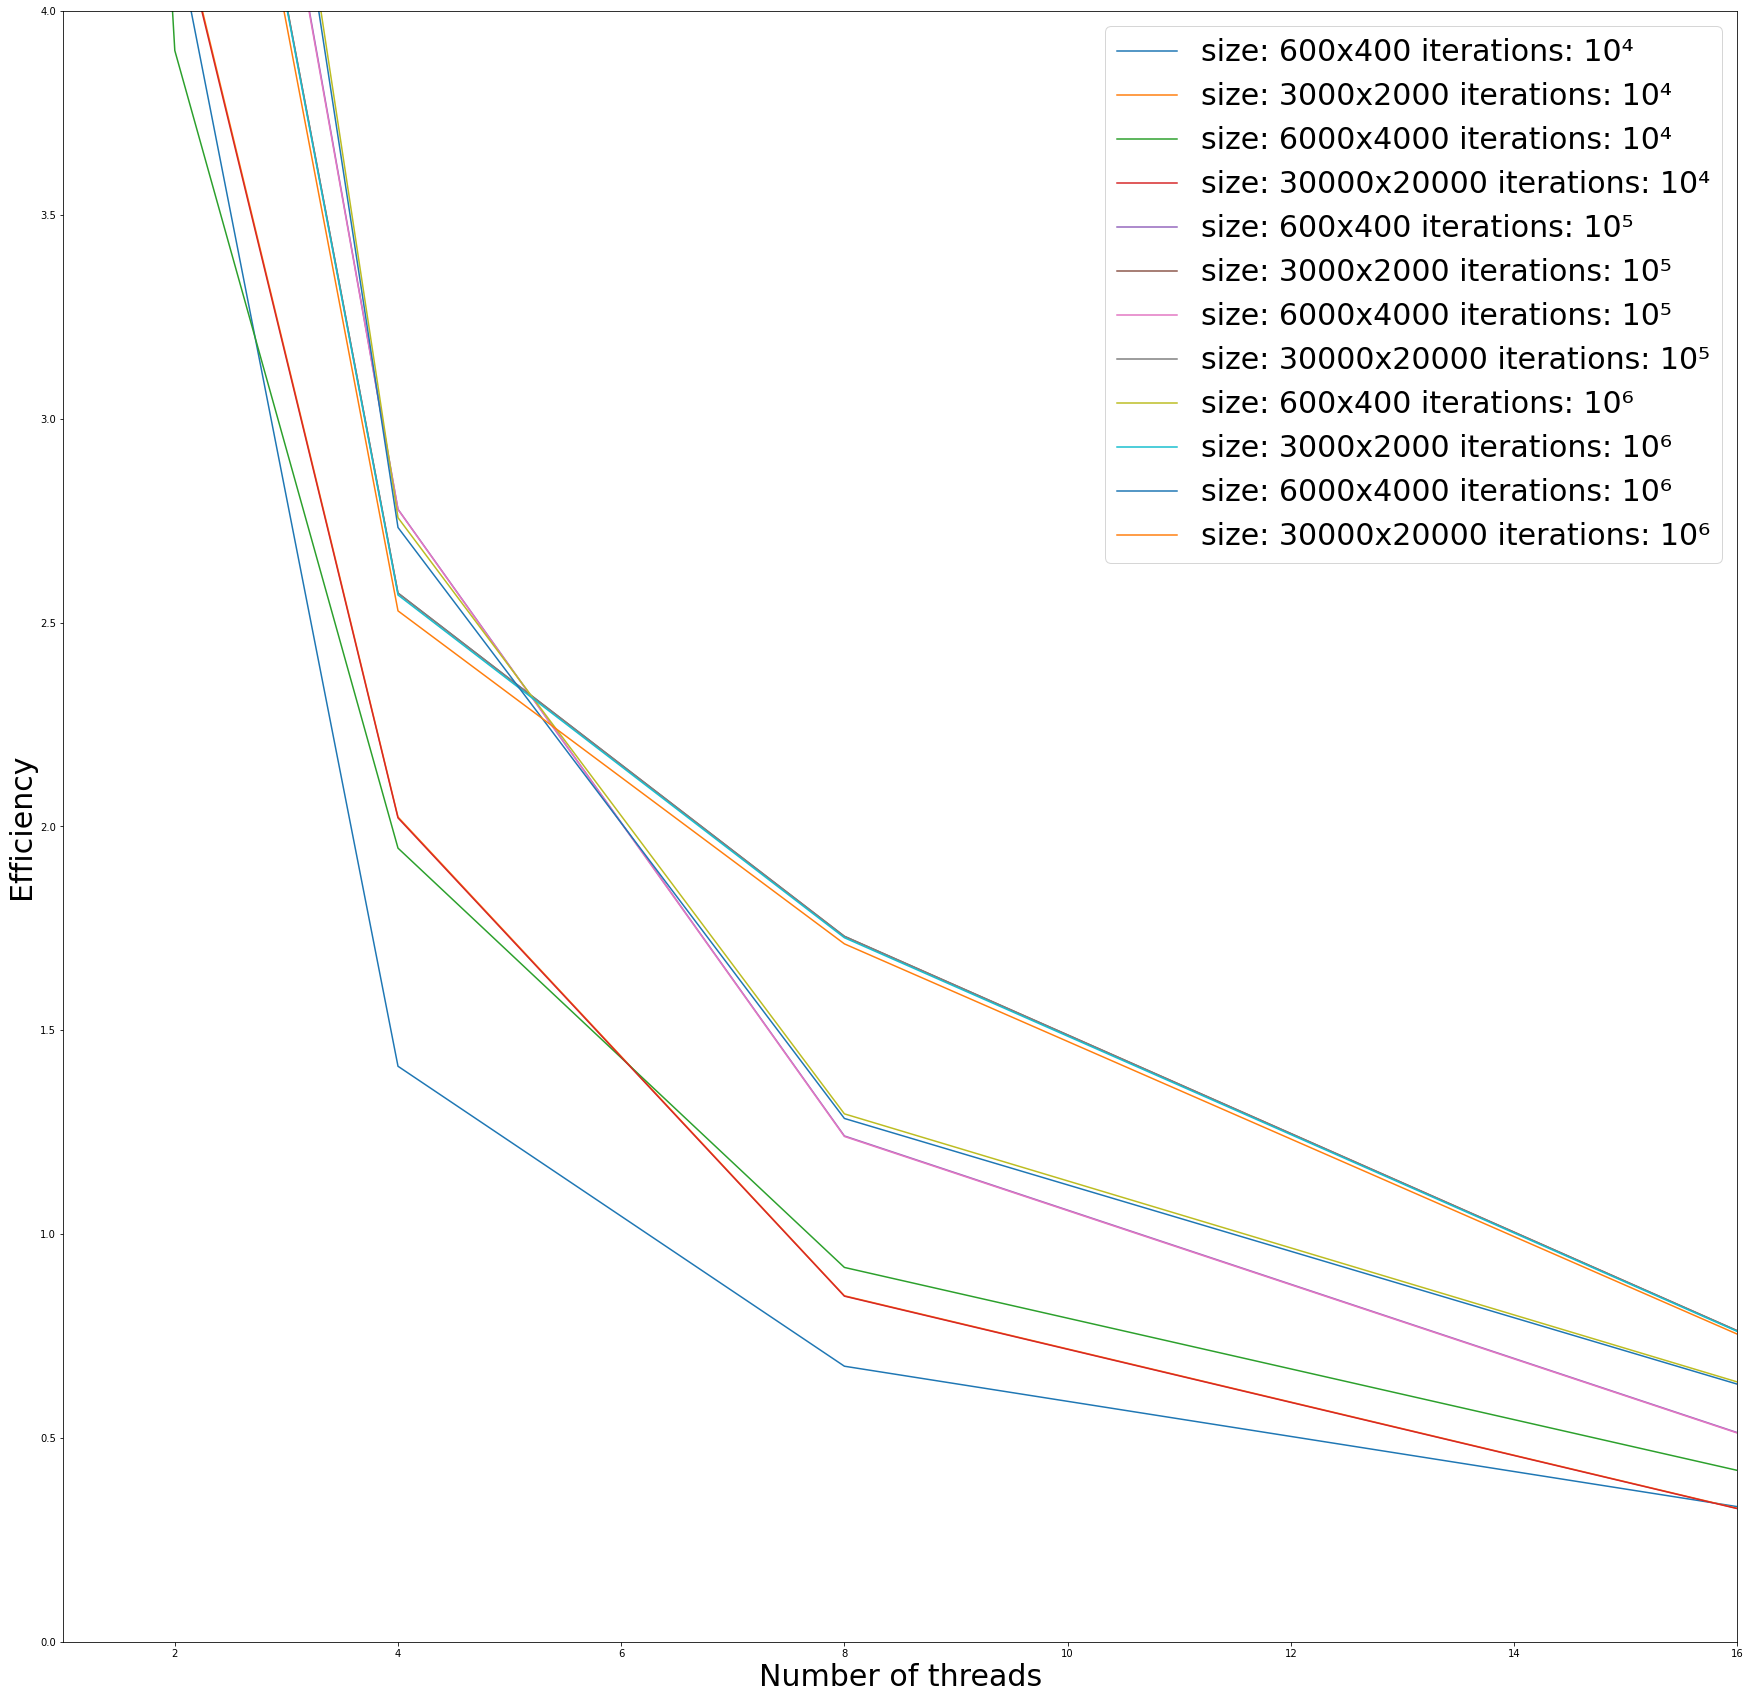 4.0
3.5
3.0
2.5
2.0
1.5
1.0
0.5
0.0
Efficiency
size: 600x400 iterations: 10⁴
size: 3000x2000 iterations: 10⁴
size: 6000x4000 iterations: 10⁴
size: 30000x20000 iterations: 10⁴
size: 600x400 iterations: 10⁵
size: 3000x2000 iterations: 10⁵
size: 6000x4000 iterations: 10⁵
size: 30000x20000 iterations: 10⁵
size: 600x400 iterations: 10⁶
size: 3000x2000 iterations: 10⁶
size: 6000x4000 iterations: 10⁶
size: 30000x20000 iterations: 10⁶
2 4 6 8 10 12 14 16
Number of threads